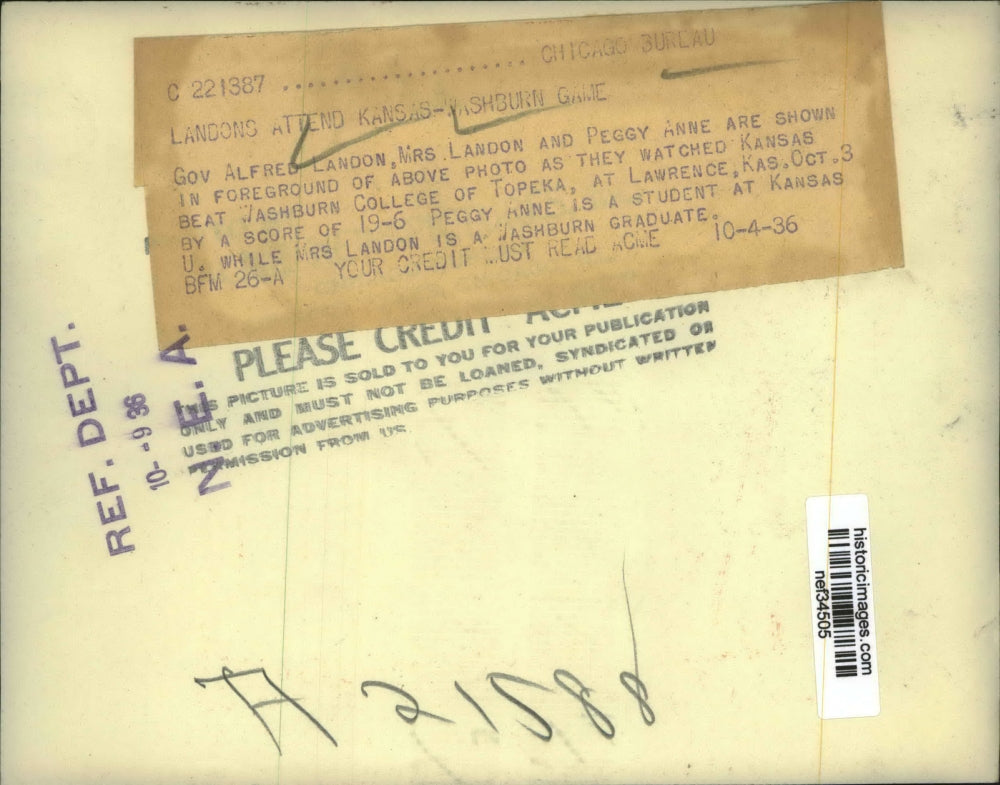 C 221387 .................... CHICAGO BUREAU
LANDONS ATTEND KANSAS-WASHBURN GAME
GOV ALFRED LANDON, MRS. LANDON AND PEGGY ANNE ARE SHOWN
IN FOREGROUND OF ABOVE PHOTO AS THEY WATCHED KANSAS
BEAT WASHBURN COLLEGE OF TOPEKA, AT LAWRENCE, KAS. OCT. 3
BY A SCORE OF 19-6 PEGGY ANNE IS A STUDENT AT KANSAS
U. WHILE MRS LANDON IS A WASHBURN GRADUATE.
BFM 26-A YOUR CREDIT MUST READ ACME 10-4-36
PLEASE CREDIT ACME
THIS PICTURE IS SOLD TO YOU FOR YOUR PUBLICATION
ONLY AND MUST NOT BE LOANED, SYNDICATED OR
USED FOR ADVERTISING PURPOSES WITHOUT WRITTEN
PERMISSION FROM US.
REF. DEPT.
N. E. A.
historicimages.com
nef34505
A 21588